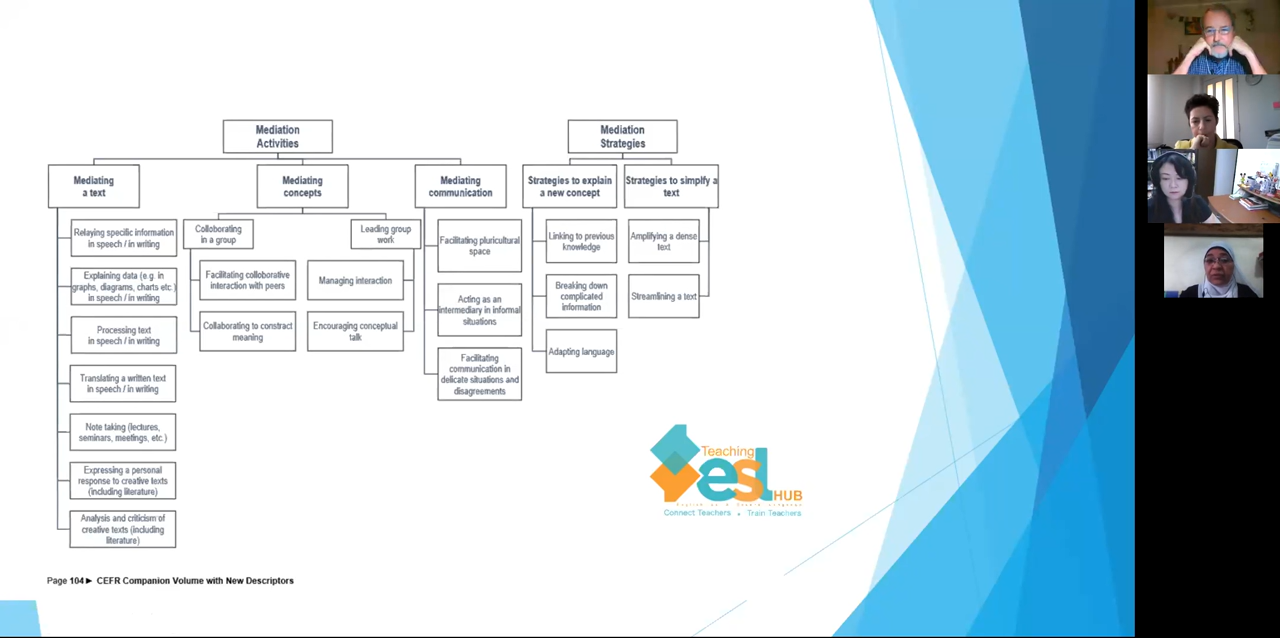 Mediation
Activities
Mediation
Strategies
Mediating
a text
Mediating
concepts
Mediating
communication
Strategies to explain
a new concept
Strategies to simplfy a
text
Relaying specific information
in speech / in writing
Explaining data (e.g. in
graphs, diagrams, charts etc.)
in speech / in writing
Processing text
in speech / in writing
Translating a written text
in speech / in writing
Note taking (lectures,
seminars, meetings, etc.)
Expressing a personal
response to creative texts
(including literature)
Analysis and criticism of
creative texts (including
literature)
Colloborating
in a group
Facilitating collaborative
interaction with peers
Collaborating to constract
meaning
Leading group
work
Managing interaction
Encouraging conceptual
talk
Facilitating pluricultural
space
Acting as an
intermediary in informal
situations
Facilitating
communication in
delicate situations and
disagreements
Linking to previous
knowledge
Breaking down
complicated
information
Adapting language
Amplifying a dense
text
Streamlining a text
Teaching
esl HUB
Connect Teachers • Train Teachers
Page 104► CEFR Companion Volume with New Descriptors